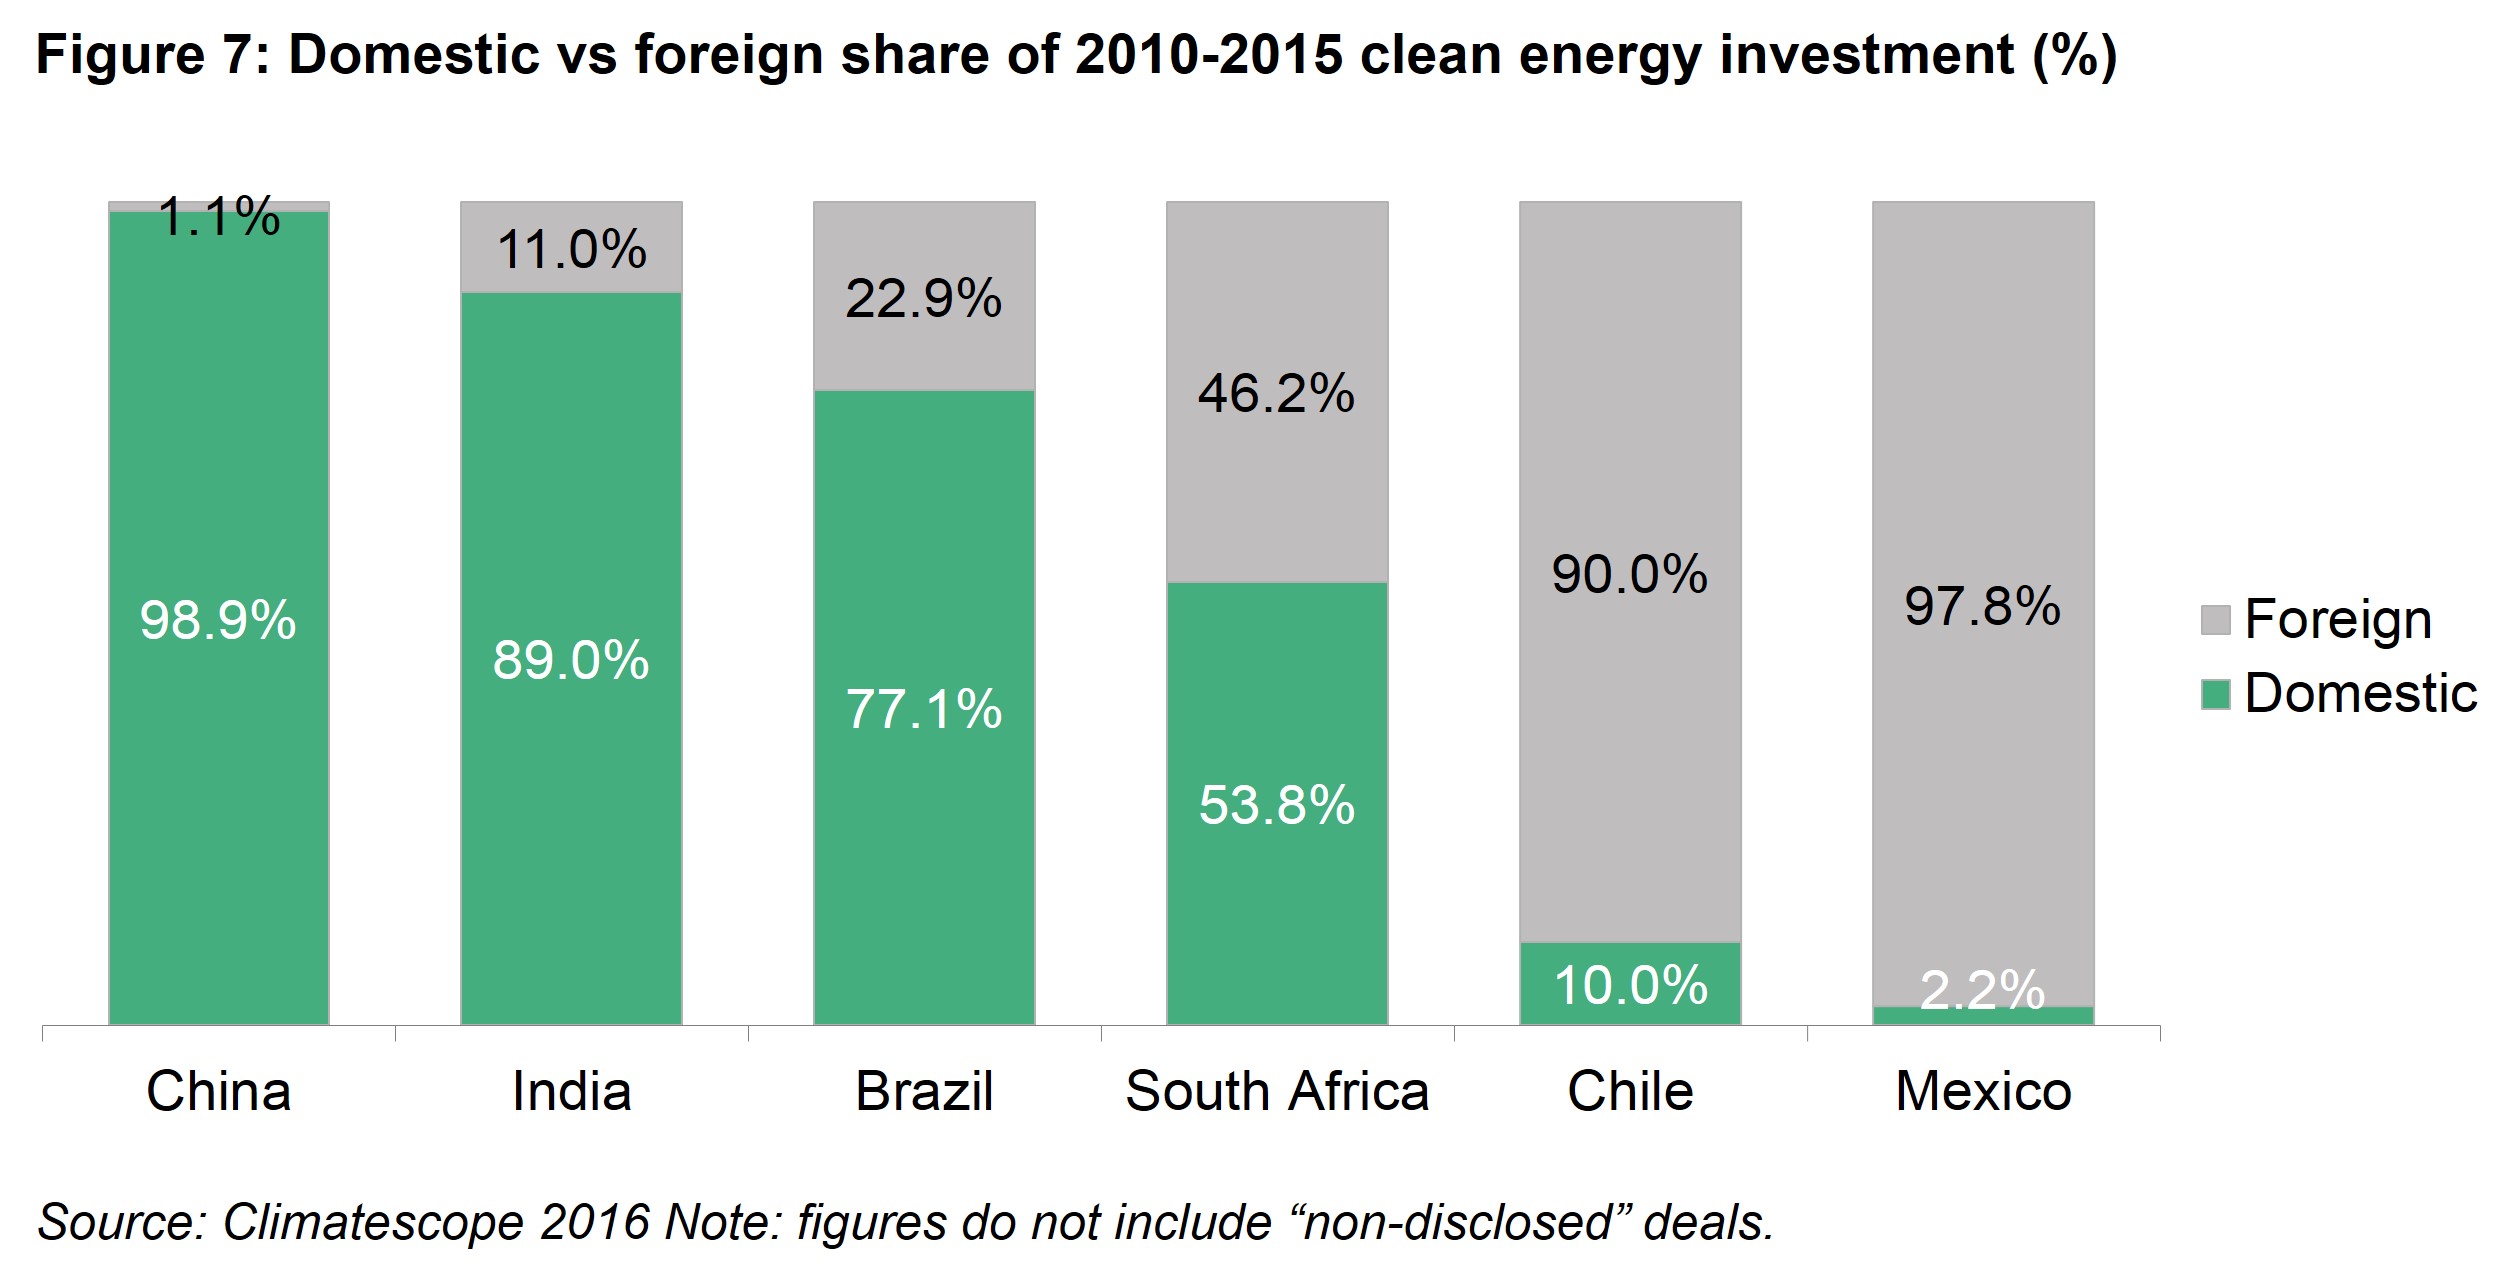 Figure 7: Domestic vs foreign share of 2010-2015 clean energy investment (%)
1.1%
11.0%
22.9%
46.2%
90.0%
97.8%
98.9%
89.0%
77.1%
53.8%
10.0%
2.2%
Foreign
Domestic
China
India
Brazil
South Africa
Chile
Mexico
Source: Climatescope 2016 Note: figures do not include “non-disclosed” deals.